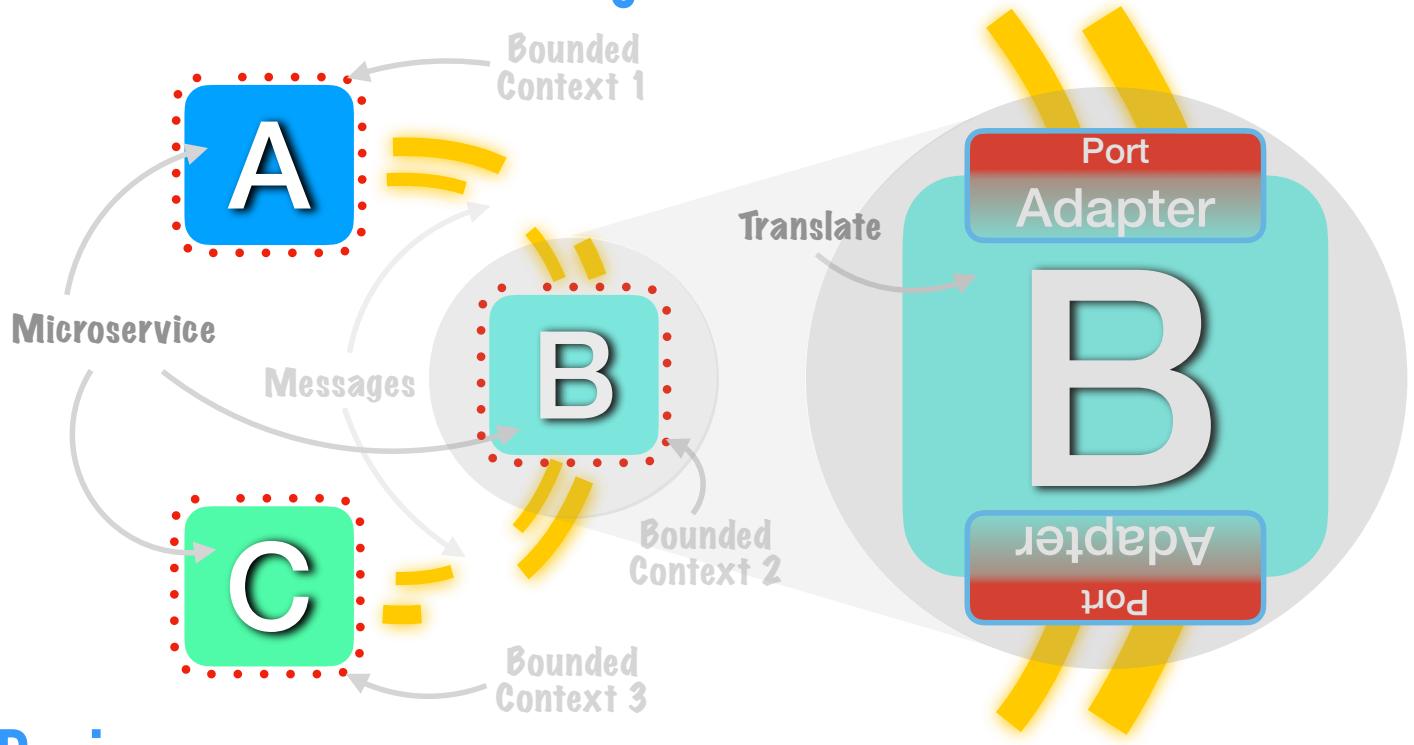 Bounded
Context 1
A
Port
Adapter
Translate
B
Microservice
Messages
B
Bounded
Context 2
Adapter
Port
C
Bounded
Context 3